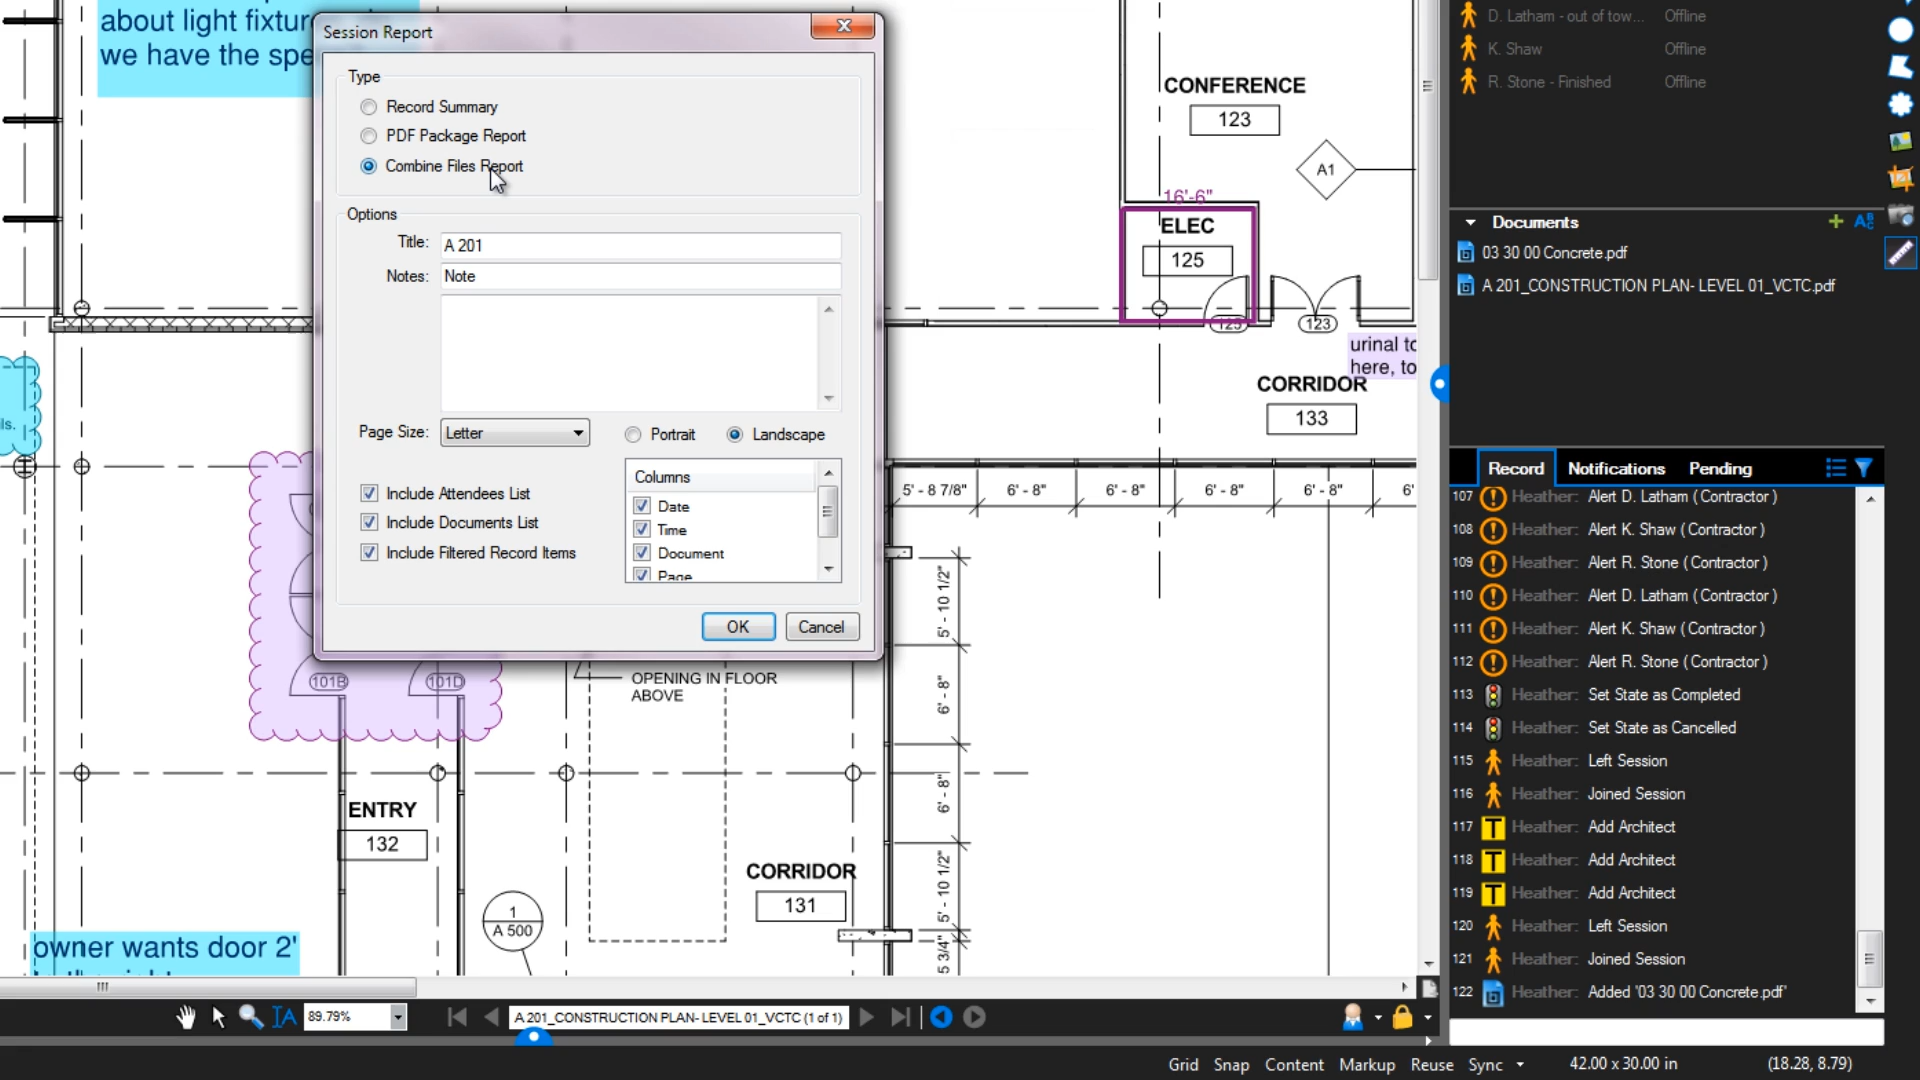 about light fixtur
we have the spe
ls.
Session Report
Type
Record Summary
PDF Package Report
Combine Files Report
Options
Title: A 201
Notes: Note
Page Size: Letter
Portrait
Landscape
Include Attendees List
Include Documents List
Include Filtered Record Items
Columns
Date
Time
Document
Page
OK
Cancel
CONFERENCE
123
A1
16'-6"
ELEC
125
125
123
urinal to
here, to
CORRIDOR
133
5' - 8 7/8"
6' - 8"
6' - 8"
6' - 8"
6' - 8"
6'
5' - 10 1/2"
6' - 8"
6' - 8"
5' - 10 1/2"
5 3/4"
101B
101D
OPENING IN FLOOR
ABOVE
ENTRY
132
CORRIDOR
131
1
A 500
owner wants door 2'
D. Latham - out of tow... Offline
K. Shaw Offline
R. Stone - Finished Offline
Documents
03 30 00 Concrete.pdf
A 201_CONSTRUCTION PLAN- LEVEL 01_VCTC.pdf
Record Notifications Pending
107 Heather: Alert D. Latham ( Contractor )
108 Heather: Alert K. Shaw ( Contractor )
109 Heather: Alert R. Stone ( Contractor )
110 Heather: Alert D. Latham ( Contractor )
111 Heather: Alert K. Shaw ( Contractor )
112 Heather: Alert R. Stone ( Contractor )
113 Heather: Set State as Completed
114 Heather: Set State as Cancelled
115 Heather: Left Session
116 Heather: Joined Session
117 Heather: Add Architect
118 Heather: Add Architect
119 Heather: Add Architect
120 Heather: Left Session
121 Heather: Joined Session
122 Heather: Added '03 30 00 Concrete.pdf'
89.79%
A 201_CONSTRUCTION PLAN- LEVEL 01_VCTC (1 of 1)
Grid Snap Content Markup Reuse Sync 42.00 x 30.00 in (18.28, 8.79)